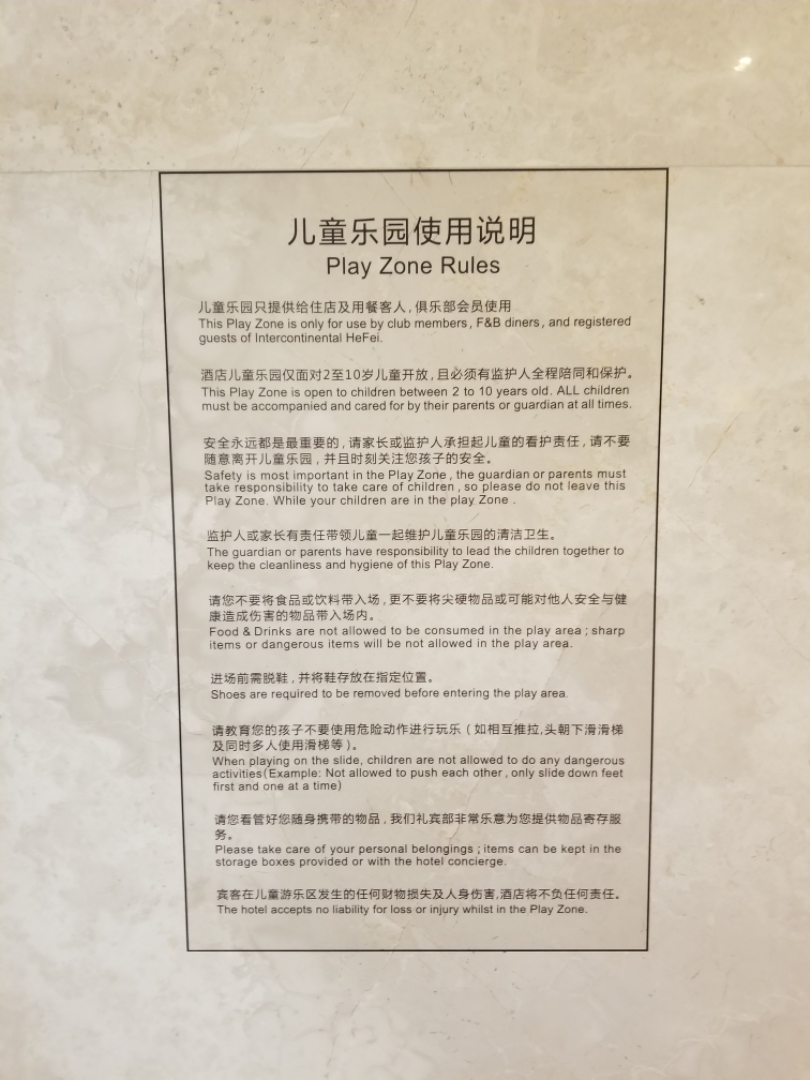 儿童乐园使用说明
Play Zone Rules
儿童乐园只提供给住店及用餐客人,俱乐部会员使用
This Play Zone is only for use by club members, F&B diners, and registered
guests of Intercontinental HeFei.
酒店儿童乐园仅面对2至10岁儿童开放,且必须有监护人全程陪同和保护。
This Play Zone is open to children between 2 to 10 years old. ALL children
must be accompanied and cared for by their parents or guardian at all times.
安全永远都是最重要的,请家长或监护人承担起儿童的看护责任,请不要
随意离开儿童乐园,并且时刻关注您孩子的安全。
Safety is most important in the Play Zone, the guardian or parents must
take responsibility to take care of children, so please do not leave this
Play Zone. While your children are in the play Zone .
监护人或家长有责任带领儿童一起维护儿童乐园的清洁卫生。
The guardian or parents have responsibility to lead the children together to
keep the cleanliness and hygiene of this Play Zone.
请您不要将食品或饮料带入场,更不要将尖硬物品或可能对他人安全与健
康造成伤害的物品带入场内。
Food & Drinks are not allowed to be consumed in the play area ; sharp
items or dangerous items will be not allowed in the play area.
进场前需脱鞋,并将鞋存放在指定位置。
Shoes are required to be removed before entering the play area.
请教育您的孩子不要使用危险动作进行玩乐(如相互推拉,头朝下滑滑梯
及同时多人使用滑梯等)。
When playing on the slide, children are not allowed to do any dangerous
activities(Example: Not allowed to push each other, only slide down feet
first and one at a time)
请您看管好您随身携带的物品,我们礼宾部非常乐意为您提供物品寄存服
务。
Please take care of your personal belongings ; items can be kept in the
storage boxes provided or with the hotel concierge.
宾客在儿童游乐区发生的任何财物损失及人身伤害,酒店将不负任何责任。
The hotel accepts no liability for loss or injury whilst in the Play Zone.